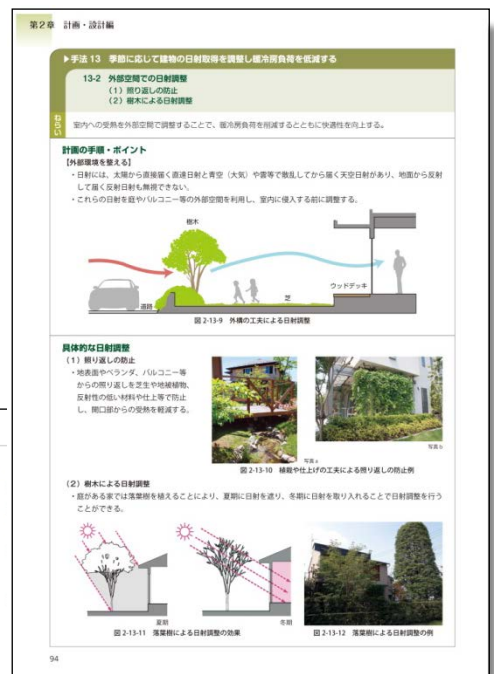 第2章 計画・設計編
▶手法 13 季節に応じて建物の日射取得を調整し暖冷房負荷を低減する
13-2 外部空間での日射調整
（1）照り返しの防止
（2）樹木による日射調整
ねらい
室内への受熱を外部空間で調整することで、暖冷房負荷を削減するとともに快適性を向上する。
計画の手順・ポイント
【外部環境を整える】
・日射には、太陽から直接届く直達日射と青空（大気）や雲等で散乱してから届く天空日射があり、地面から反射
して届く反射日射も無視できない。
・これらの日射を庭やバルコニー等の外部空間を利用し、室内に侵入する前に調整する。
樹木
道路
芝
ウッドデッキ
図 2-13-9 外構の工夫による日射調整
具体的な日射調整
（1）照り返しの防止
・地表面やベランダ、バルコニー等
からの照り返しを芝生や地被植物、
反射性の低い材料や仕上等で防止
し、開口部からの受熱を軽減する。
写真a
写真b
図 2-13-10 植栽や仕上げの工夫による照り返しの防止例
（2）樹木による日射調整
・庭がある家では落葉樹を植えることにより、夏期に日射を遮り、冬期に日射を取り入れることで日射調整を行う
ことができる。
夏期
冬期
図 2-13-11 落葉樹による日射調整の効果
図 2-13-12 落葉樹による日射調整の例
94